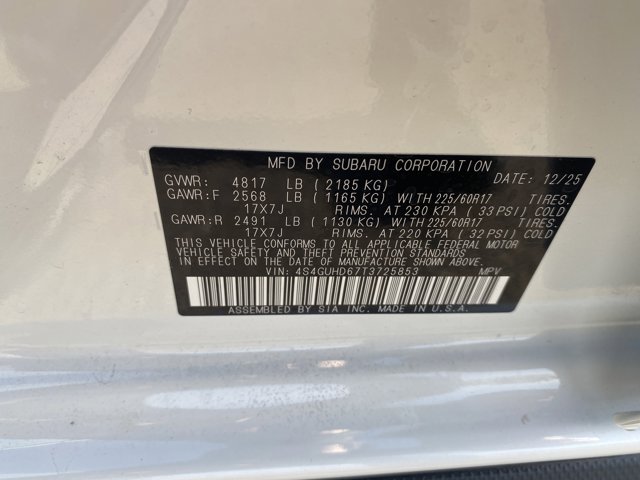 MFD BY SUBARU CORPORATION
GVWR: 4817 LB (2185 KG) DATE: 12/25
GAWR:F 2568 LB (1165 KG) WITH 225/60R17 TIRES.
17X7J RIMS. AT 230 KPA (33 PSI) COLD
GAWR:R 2491 LB (1130 KG) WITH 225/60R17 TIRES.
17X7J RIMS. AT 220 KPA (32 PSI) COLD
THIS VEHICLE CONFORMS TO ALL APPLICABLE FEDERAL MOTOR
VEHICLE SAFETY AND THEFT PREVENTION STANDARDS
IN EFFECT ON THE DATE OF MANUFACTURE SHOWN ABOVE.
VIN: 4S4GUHD67T3725853 MPV
ASSEMBLED BY SIA INC. MADE IN U.S.A.